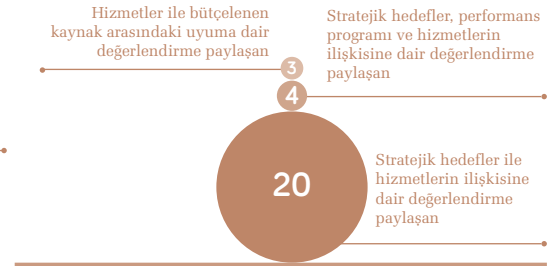 Hizmetler ile bütçelenen
kaynak arasındaki uyuma dair
değerlendirme paylaşan
Stratejik hedefler, performans
programı ve hizmetlerin
ilişkisine dair değerlendirme
paylaşan
3
4
20
Stratejik hedefler ile
hizmetlerin ilişkisine
dair değerlendirme
paylaşan